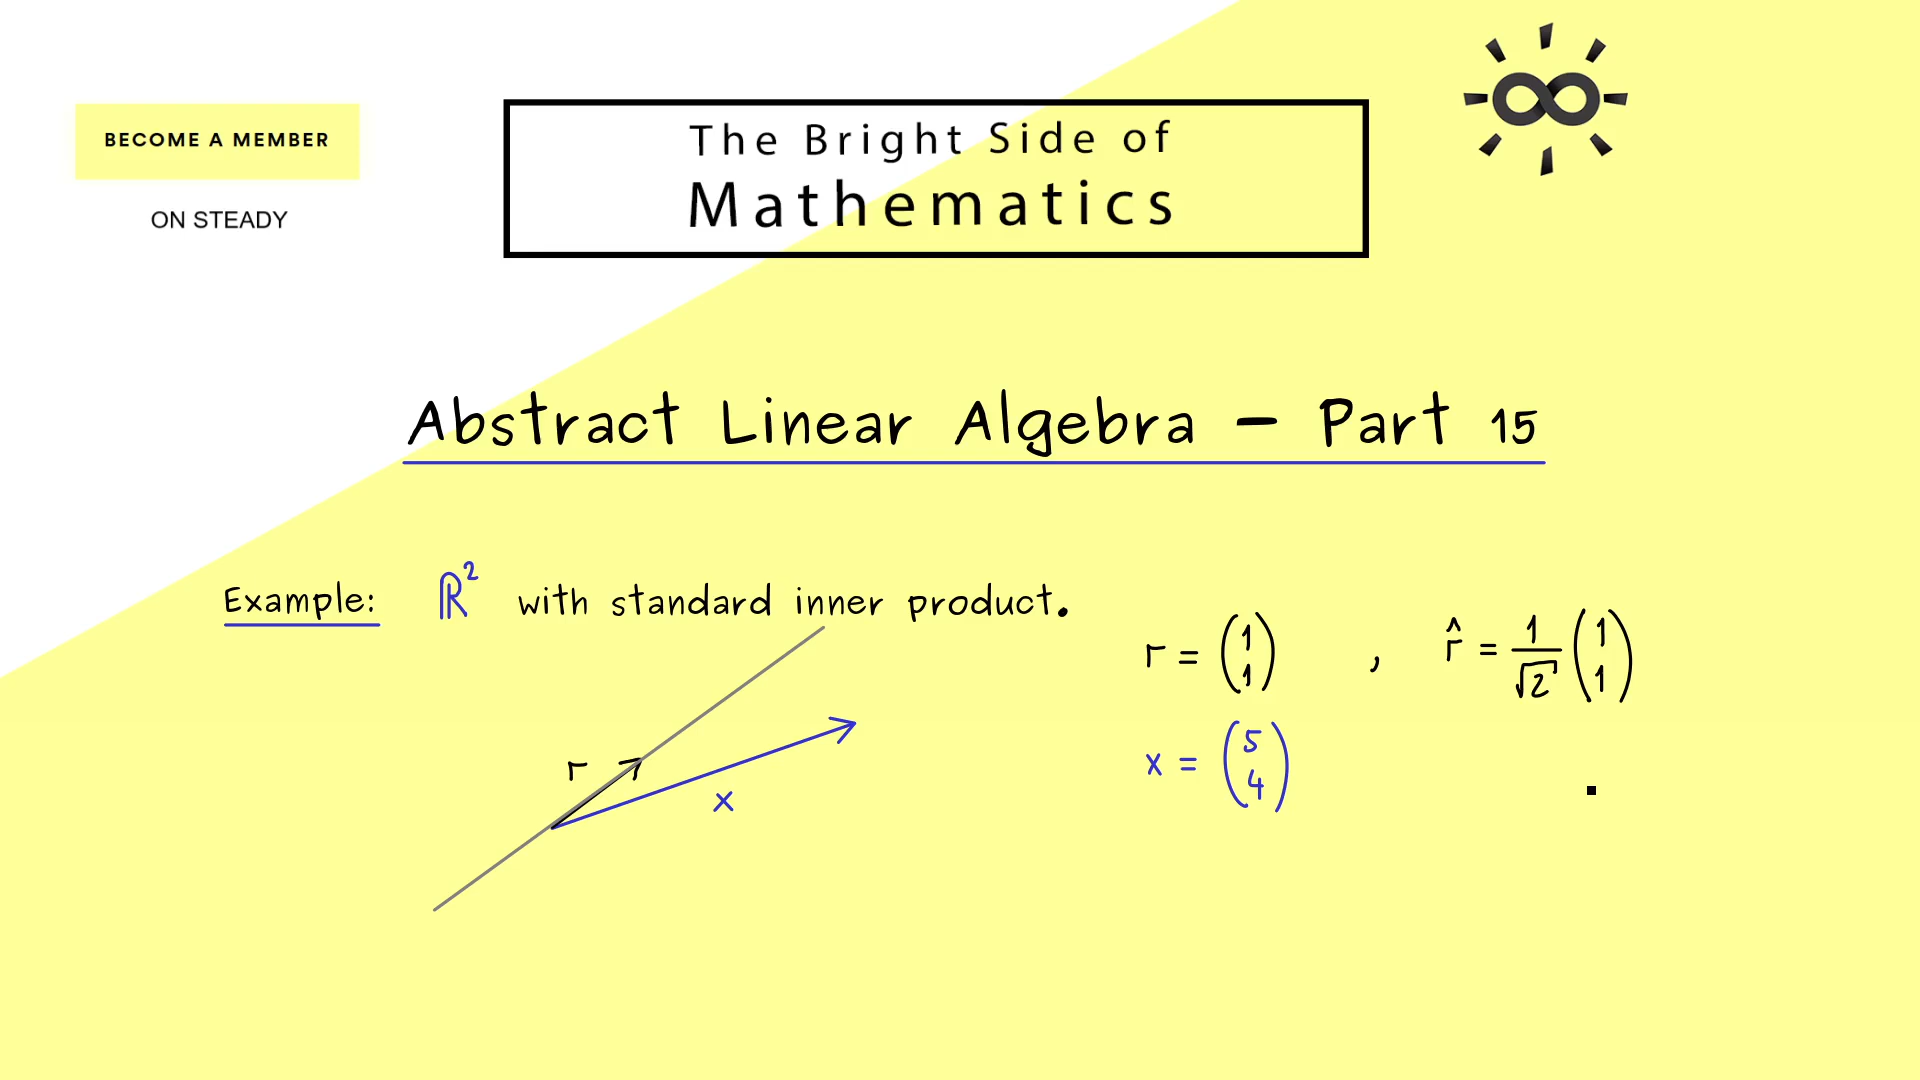 BECOME A MEMBER
ON STEADY
The Bright Side of
Mathematics
Abstract Linear Algebra – Part 15
Example: ℝ² with standard inner product.
r = (1 1) , r̂ = 1/√2 (1 1)
x = (5 4)
r
x